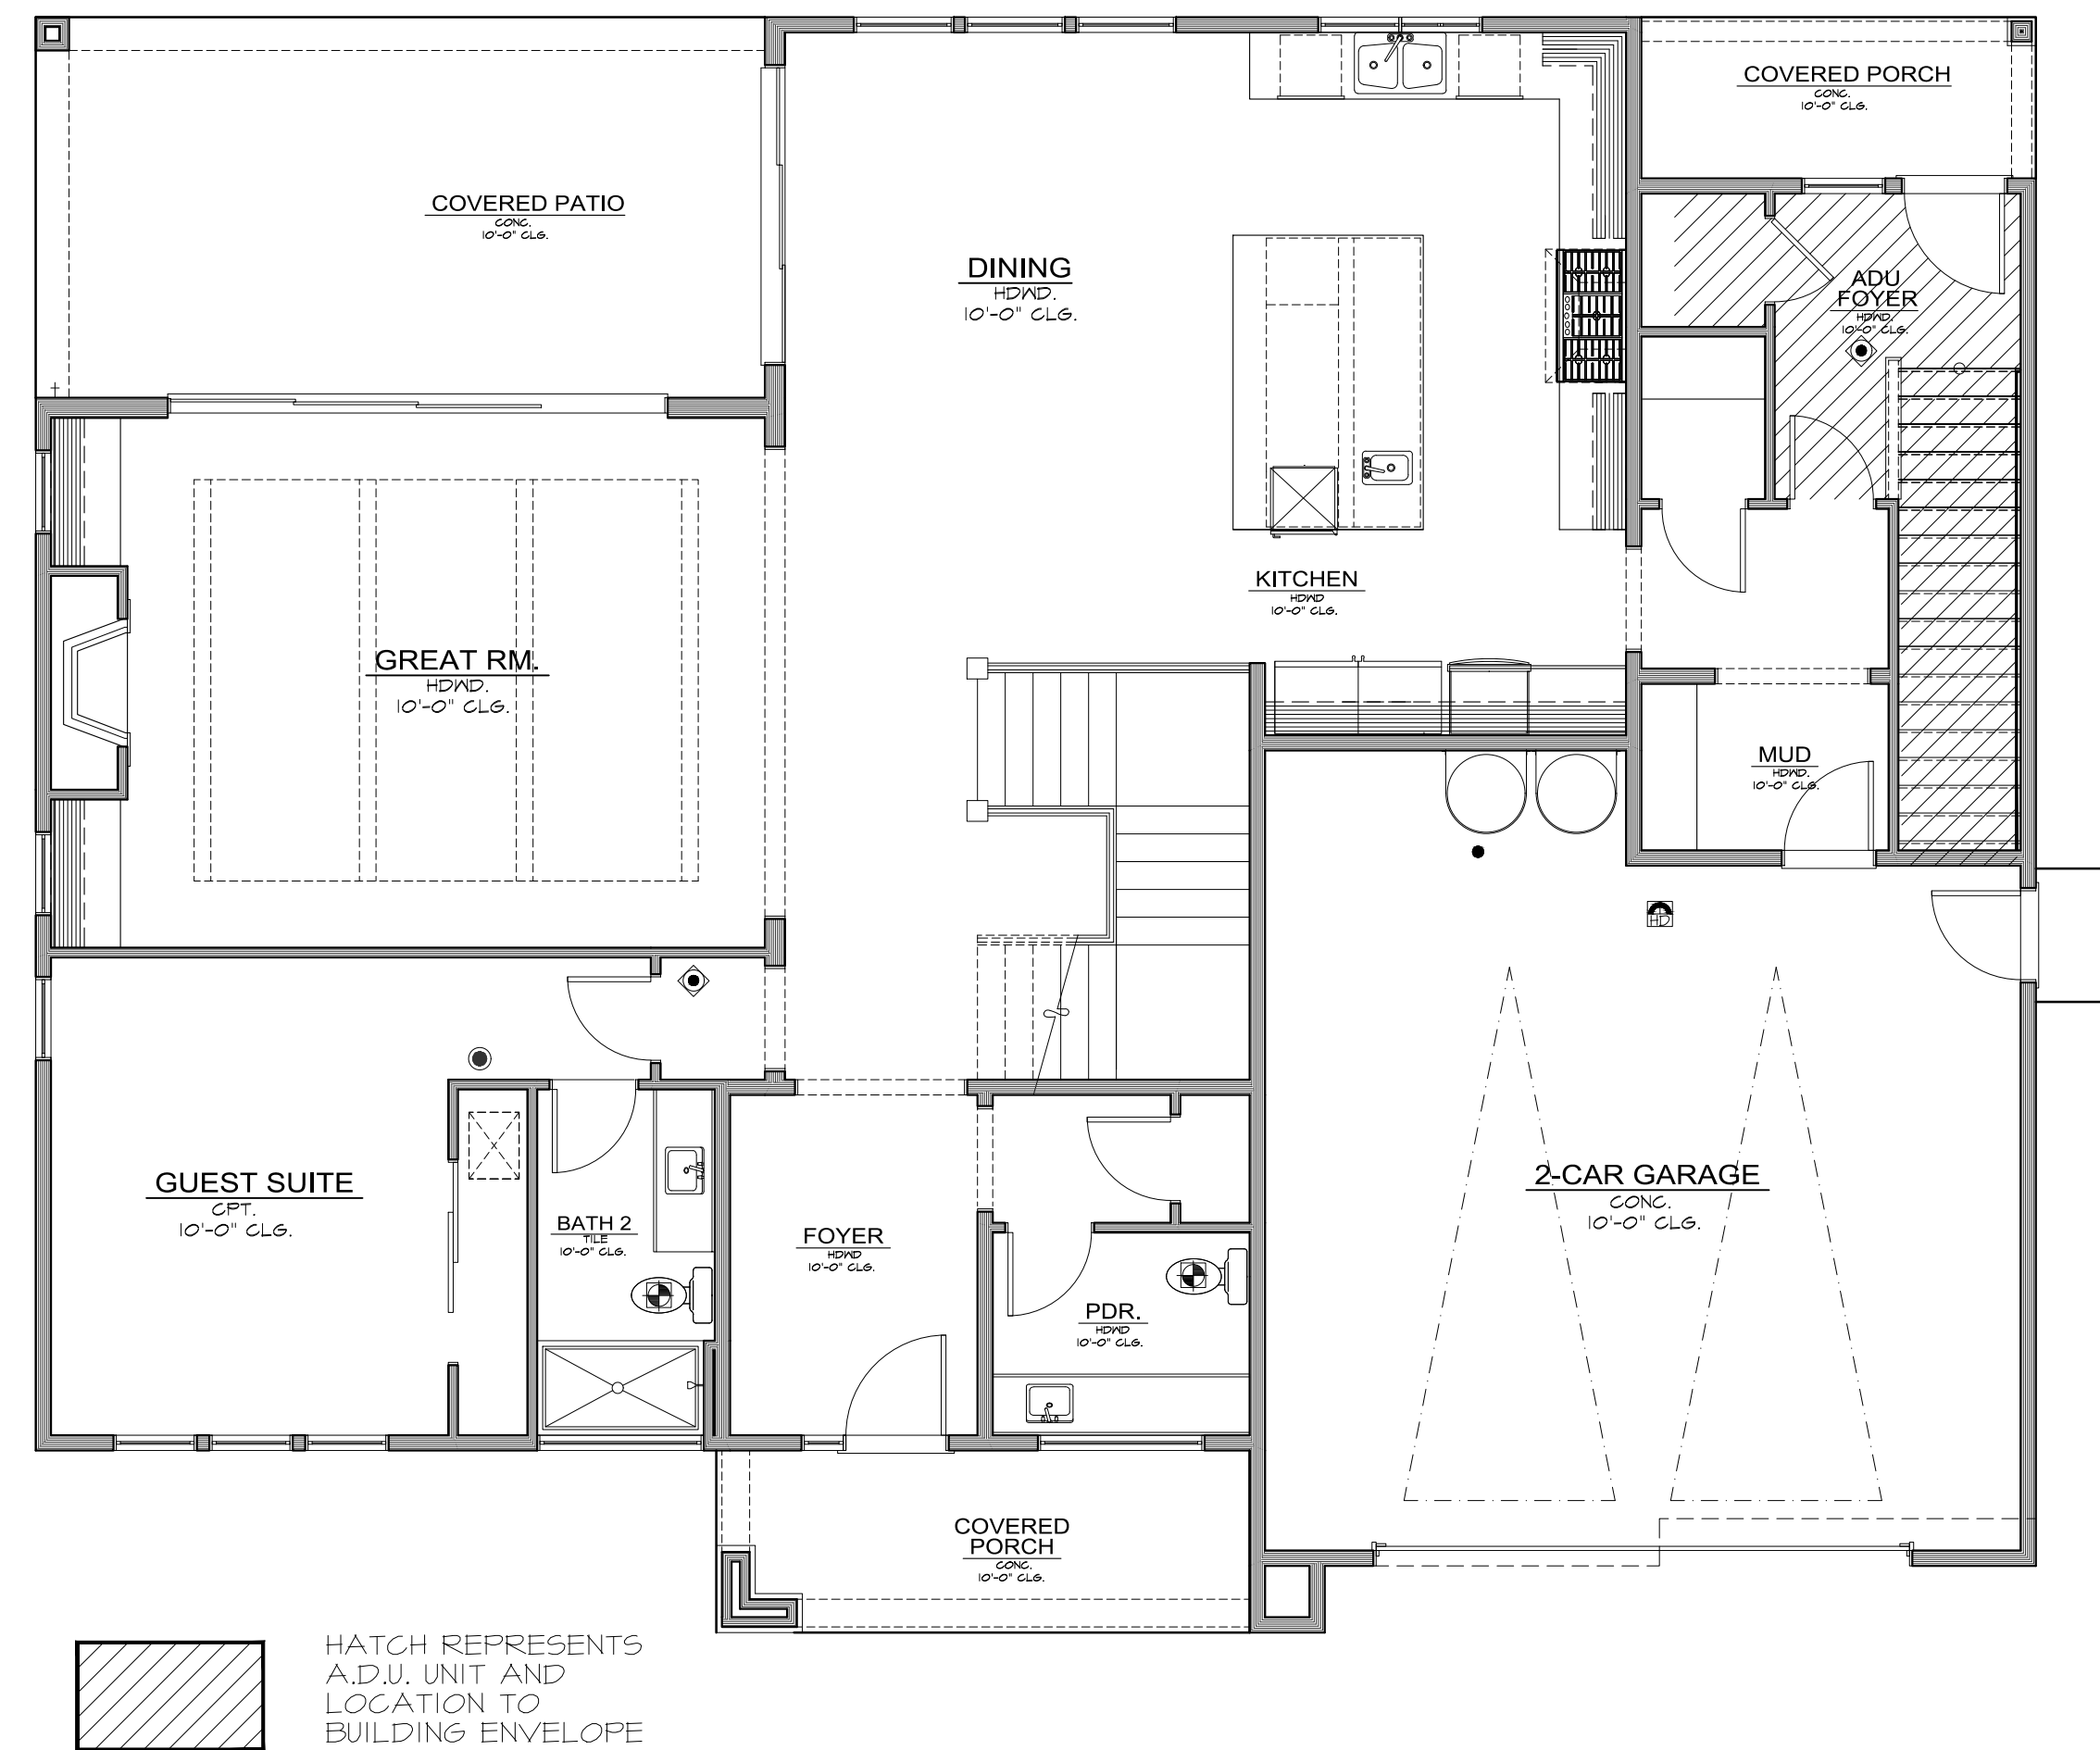 COVERED PORCH
CONC.
10'-0" CLG.
COVERED PATIO
CONC.
10'-0" CLG.
DINING
HDWD.
10'-0" CLG.
ADU
FOYER
HDWD.
10'-0" CLG.
KITCHEN
HDWD
10'-0" CLG.
GREAT RM.
HDWD.
10'-0" CLG.
MUD
HDWD.
10'-0" CLG.
HD
GUEST SUITE
CPT.
10'-0" CLG.
BATH 2
TILE
10'-0" CLG.
FOYER
HDWD
10'-0" CLG.
2-CAR GARAGE
CONC.
10'-0" CLG.
PDR.
HDWD
10'-0" CLG.
COVERED
PORCH
CONC.
10'-0" CLG.
HATCH REPRESENTS
A.D.U. UNIT AND
LOCATION TO
BUILDING ENVELOPE